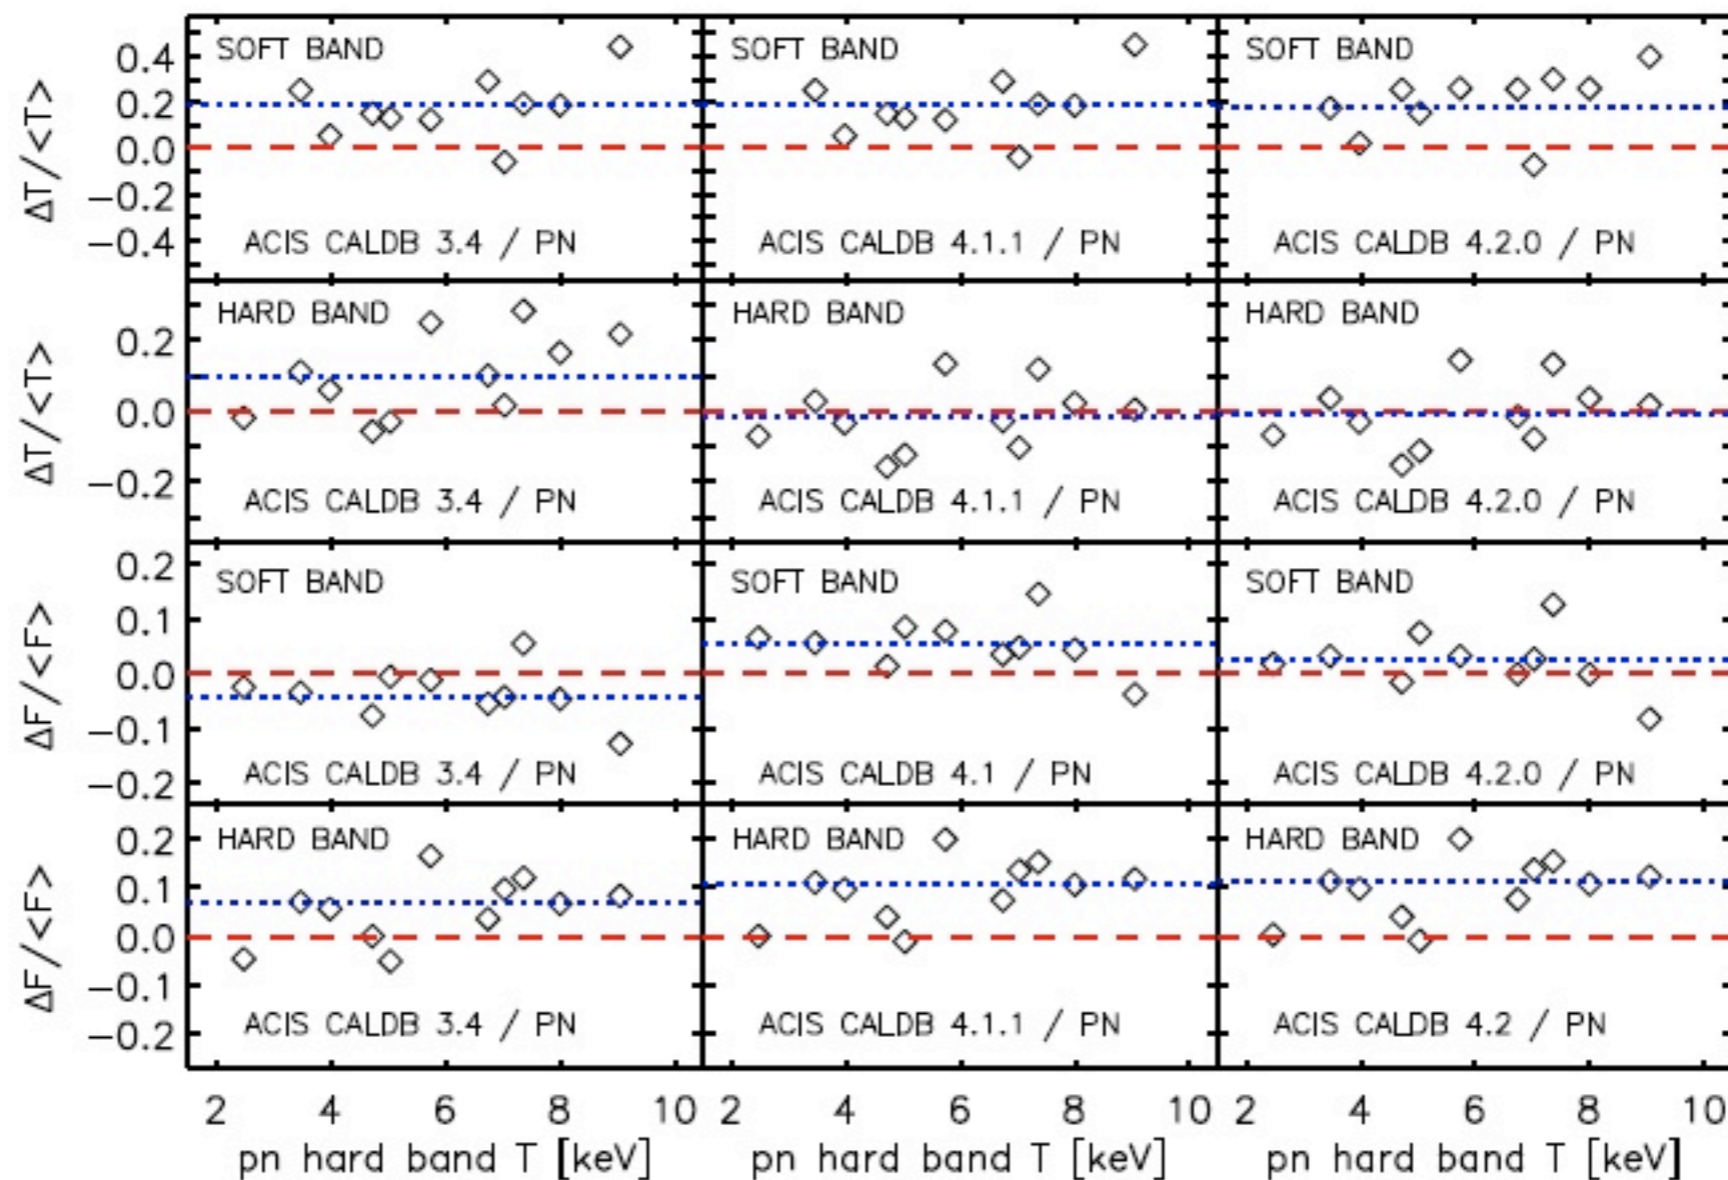 SOFT BAND SOFT BAND SOFT BAND
0.4
0.2
0.0
−0.2
−0.4
ΔT/<T>
ACIS CALDB 3.4 / PN ACIS CALDB 4.1.1 / PN ACIS CALDB 4.2.0 / PN
HARD BAND HARD BAND HARD BAND
0.2
0.0
−0.2
ΔT/<T>
ACIS CALDB 3.4 / PN ACIS CALDB 4.1.1 / PN ACIS CALDB 4.2.0 / PN
SOFT BAND SOFT BAND SOFT BAND
0.2
0.1
0.0
−0.1
−0.2
ΔF/<F>
ACIS CALDB 3.4 / PN ACIS CALDB 4.1 / PN ACIS CALDB 4.2.0 / PN
HARD BAND HARD BAND HARD BAND
0.2
0.1
0.0
−0.1
−0.2
ΔF/<F>
ACIS CALDB 3.4 / PN ACIS CALDB 4.1.1 / PN ACIS CALDB 4.2 / PN
2 4 6 8 10 2 4 6 8 10 2 4 6 8 10
pn hard band T [keV] pn hard band T [keV] pn hard band T [keV]